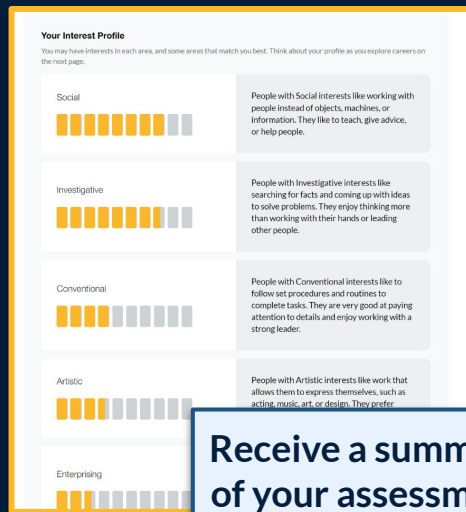 Your Interest Profile
You may have interests in each area, and some areas that match you best. Think about your profile as you explore careers on
the next page.
Social
People with Social interests like working with
people instead of objects, machines, or
information. They like to teach, give advice,
or help people.
Investigative
People with Investigative interests like
searching for facts and coming up with ideas
to solve problems. They enjoy thinking more
than working with their hands or leading
other people.
Conventional
People with Conventional interests like to
follow set procedures and routines to
complete tasks. They are very good at paying
attention to details and enjoy working with a
strong leader.
Artistic
People with Artistic interests like work that
allows them to express themselves, such as
acting, music, art, or design. They prefer
Enterprising
Receive a summ
of your assessm